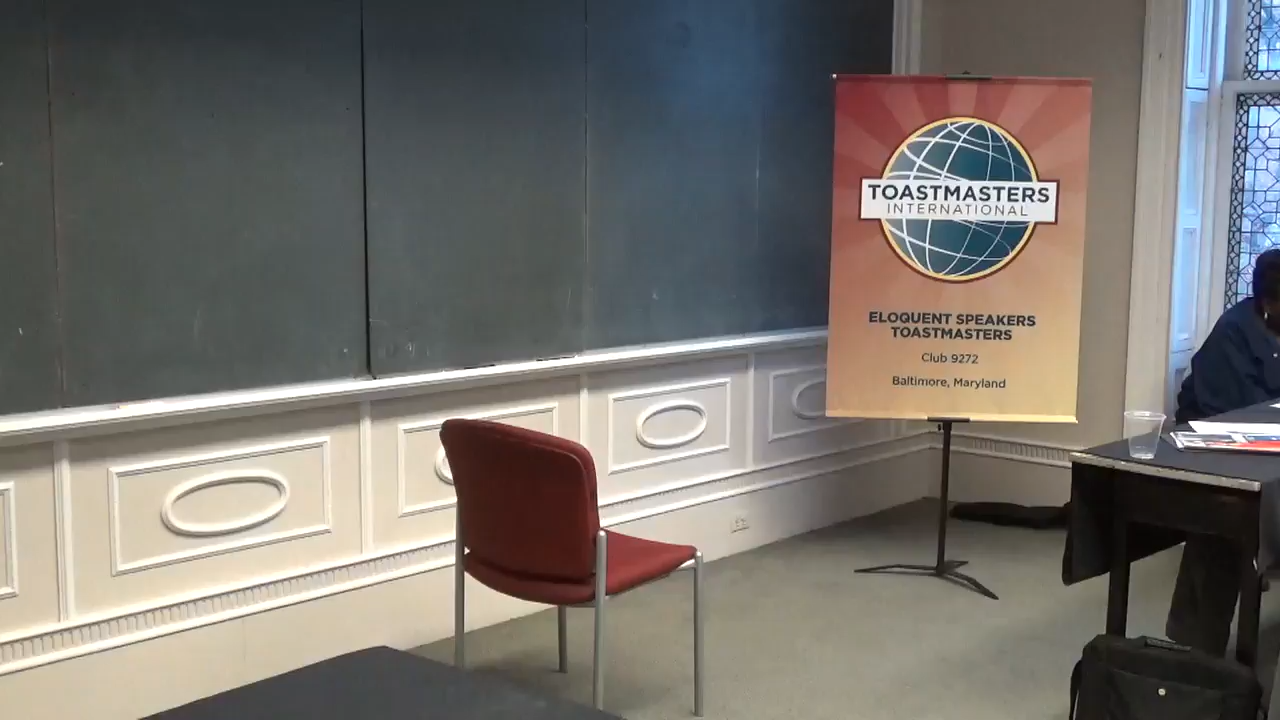 TOASTMASTERS
INTERNATIONAL
ELOQUENT SPEAKERS
TOASTMASTERS
Club 9272
Baltimore, Maryland